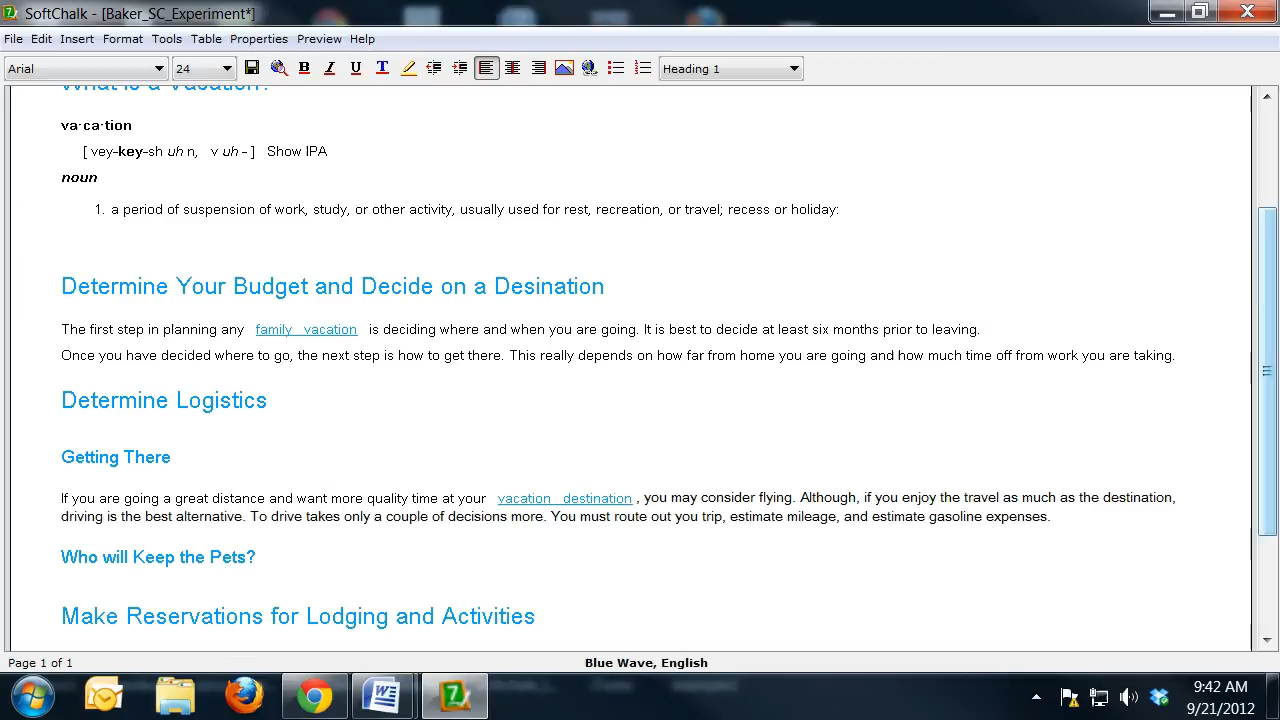 SoftChalk - [Baker_SC_Experiment*]
File Edit Insert Format Tools Table Properties Preview Help
Arial 24 B I U T Heading 1
What is a Vacation?
va·ca·tion
[ vey-key-sh uh n, v uh - ] Show IPA
noun
1. a period of suspension of work, study, or other activity, usually used for rest, recreation, or travel; recess or holiday:
Determine Your Budget and Decide on a Desination
The first step in planning any family vacation is deciding where and when you are going. It is best to decide at least six months prior to leaving.
Once you have decided where to go, the next step is how to get there. This really depends on how far from home you are going and how much time off from work you are taking.
Determine Logistics
Getting There
If you are going a great distance and want more quality time at your vacation destination , you may consider flying. Although, if you enjoy the travel as much as the destination,
driving is the best alternative. To drive takes only a couple of decisions more. You must route out you trip, estimate mileage, and estimate gasoline expenses.
Who will Keep the Pets?
Make Reservations for Lodging and Activities
Page 1 of 1 Blue Wave, English
9:42 AM
9/21/2012